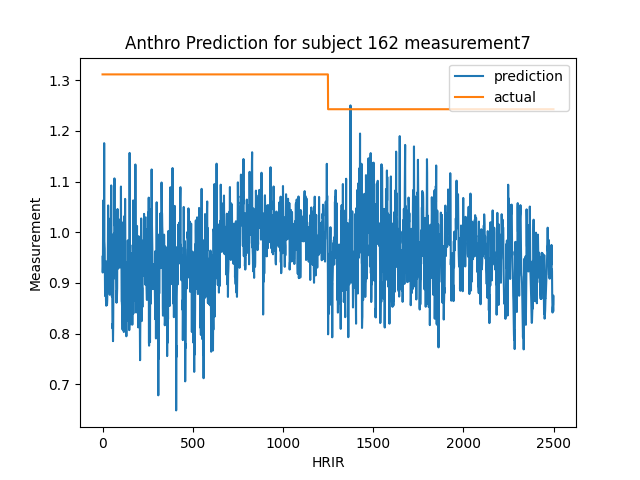 Anthro Prediction for subject 162 measurement7
prediction
actual
1.3
1.2
1.1
1.0
0.9
0.8
0.7
Measurement
0
500
1000
1500
2000
2500
HRIR